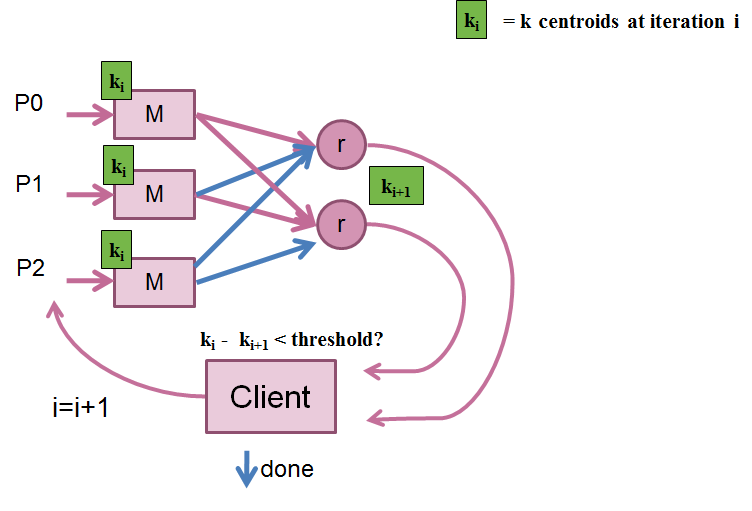 kᵢ = k centroids at iteration i
kᵢ
P0 M
r
kᵢ
P1 M
kᵢ₊₁
r
kᵢ
P2 M
kᵢ - kᵢ₊₁ < threshold?
Client
i=i+1
done